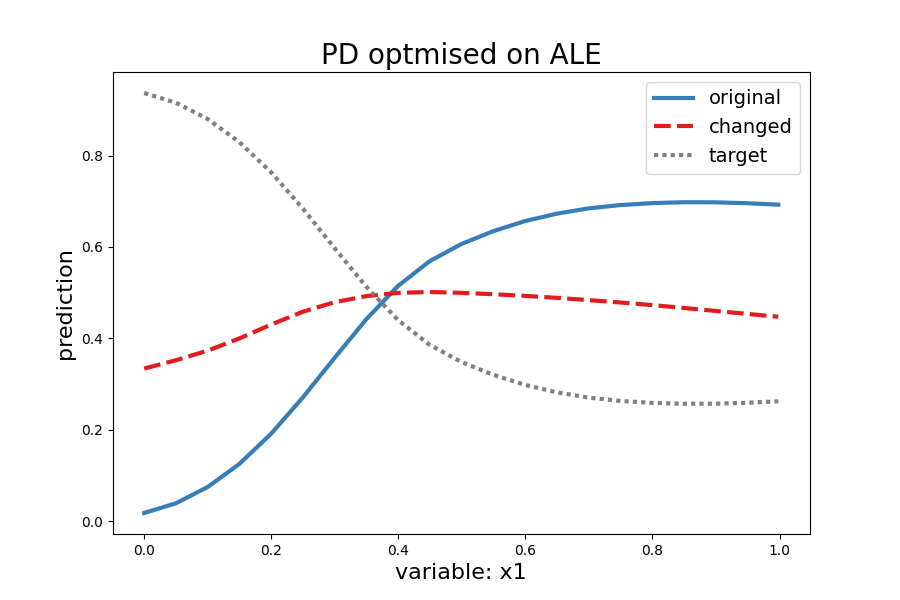 PD optmised on ALE
original
changed
target
prediction
0.8
0.6
0.4
0.2
0.0
0.0 0.2 0.4 0.6 0.8 1.0
variable: x1